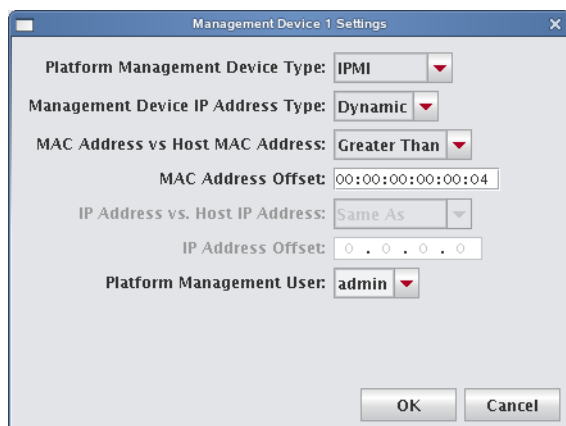 Management Device 1 Settings
Platform Management Device Type: IPMI
Management Device IP Address Type: Dynamic
MAC Address vs Host MAC Address: Greater Than
MAC Address Offset: 00:00:00:00:00:04
IP Address vs. Host IP Address: Same As
IP Address Offset: 0 . 0 . 0 . 0
Platform Management User: admin
OK Cancel